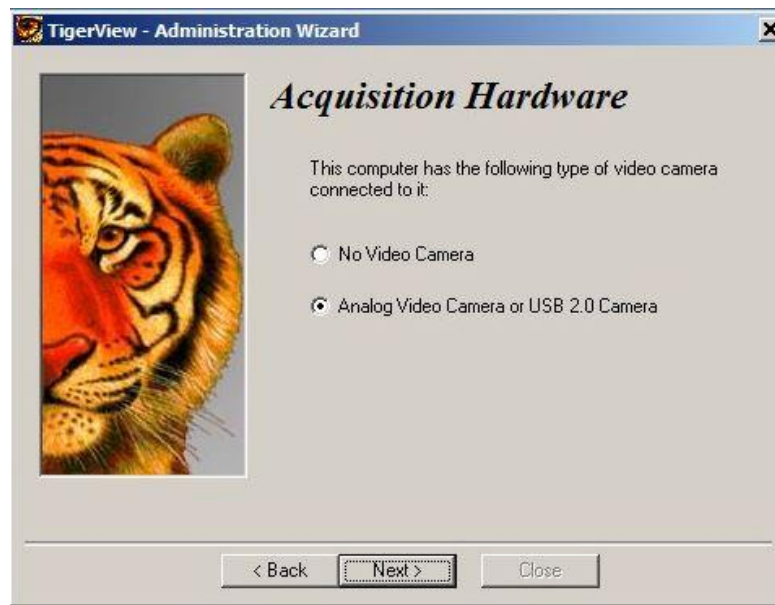 TigerView - Administration Wizard
Acquisition Hardware
This computer has the following type of video camera
connected to it:
No Video Camera
Analog Video Camera or USB 2.0 Camera
< Back
Next >
Close